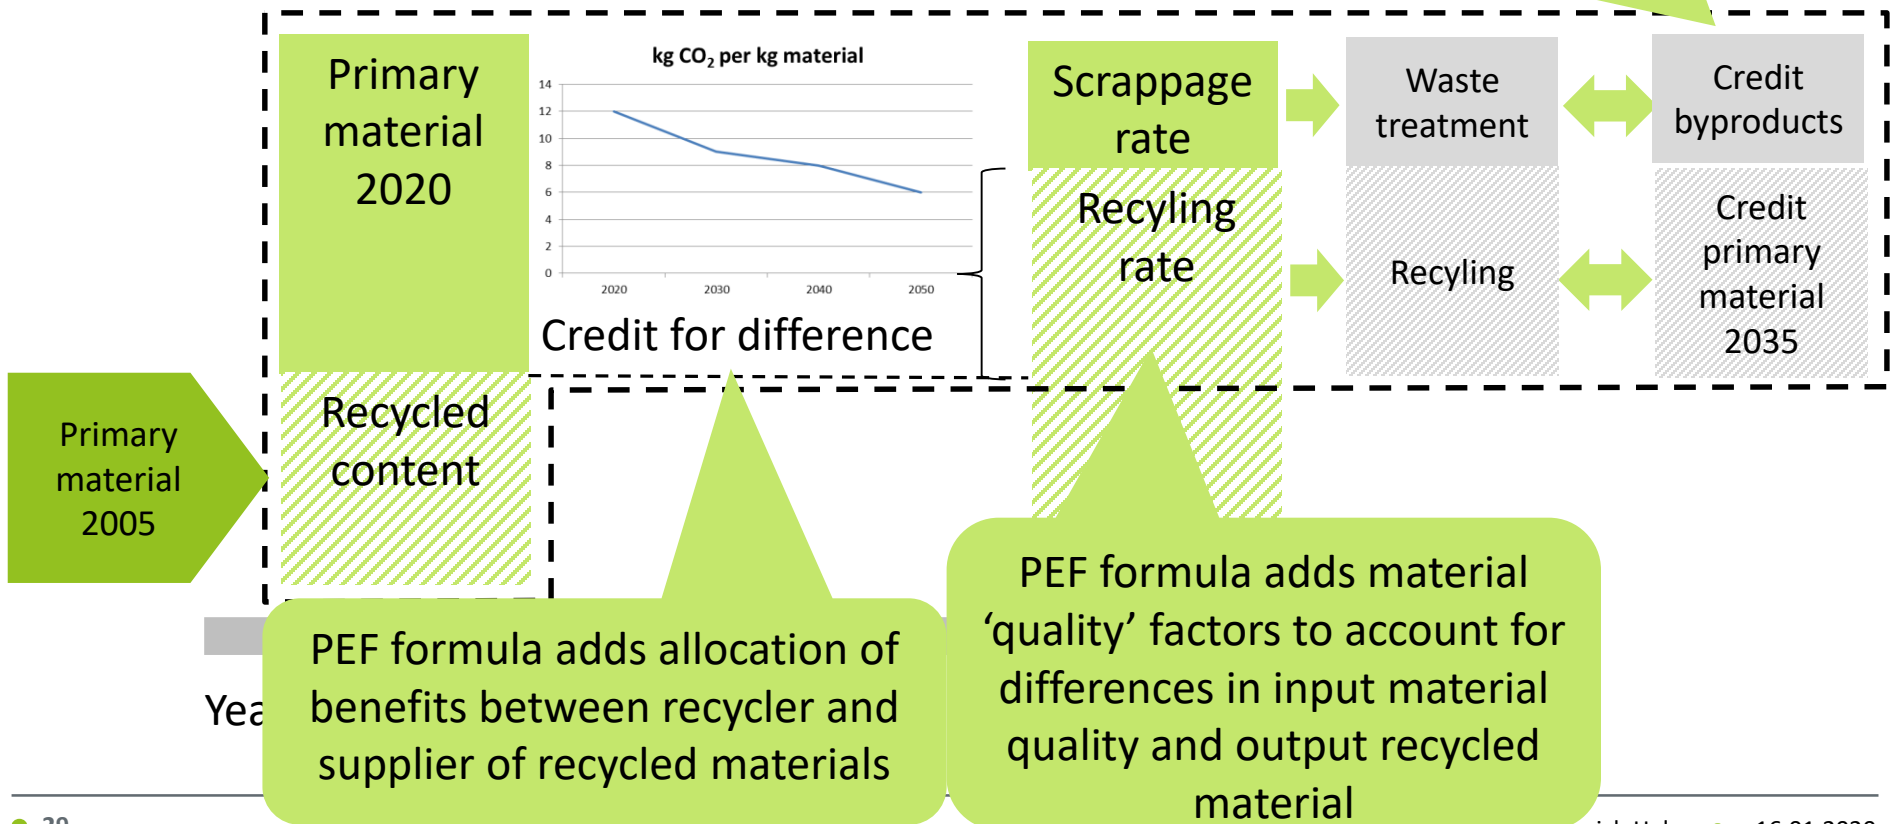 Primary
material
2020
kg CO₂ per kg material
14
12
10
8
6
4
2
0
2020
2030
2040
2050
Credit for difference
Scrappage
rate
Recyling
rate
Waste
treatment
Recyling
Credit
byproducts
Credit
primary
material
2035
Primary
material
2005
Recycled
content
PEF formula adds allocation of
benefits between recycler and
supplier of recycled materials
PEF formula adds material
‘quality’ factors to account for
differences in input material
quality and output recycled
material
16.01.2020